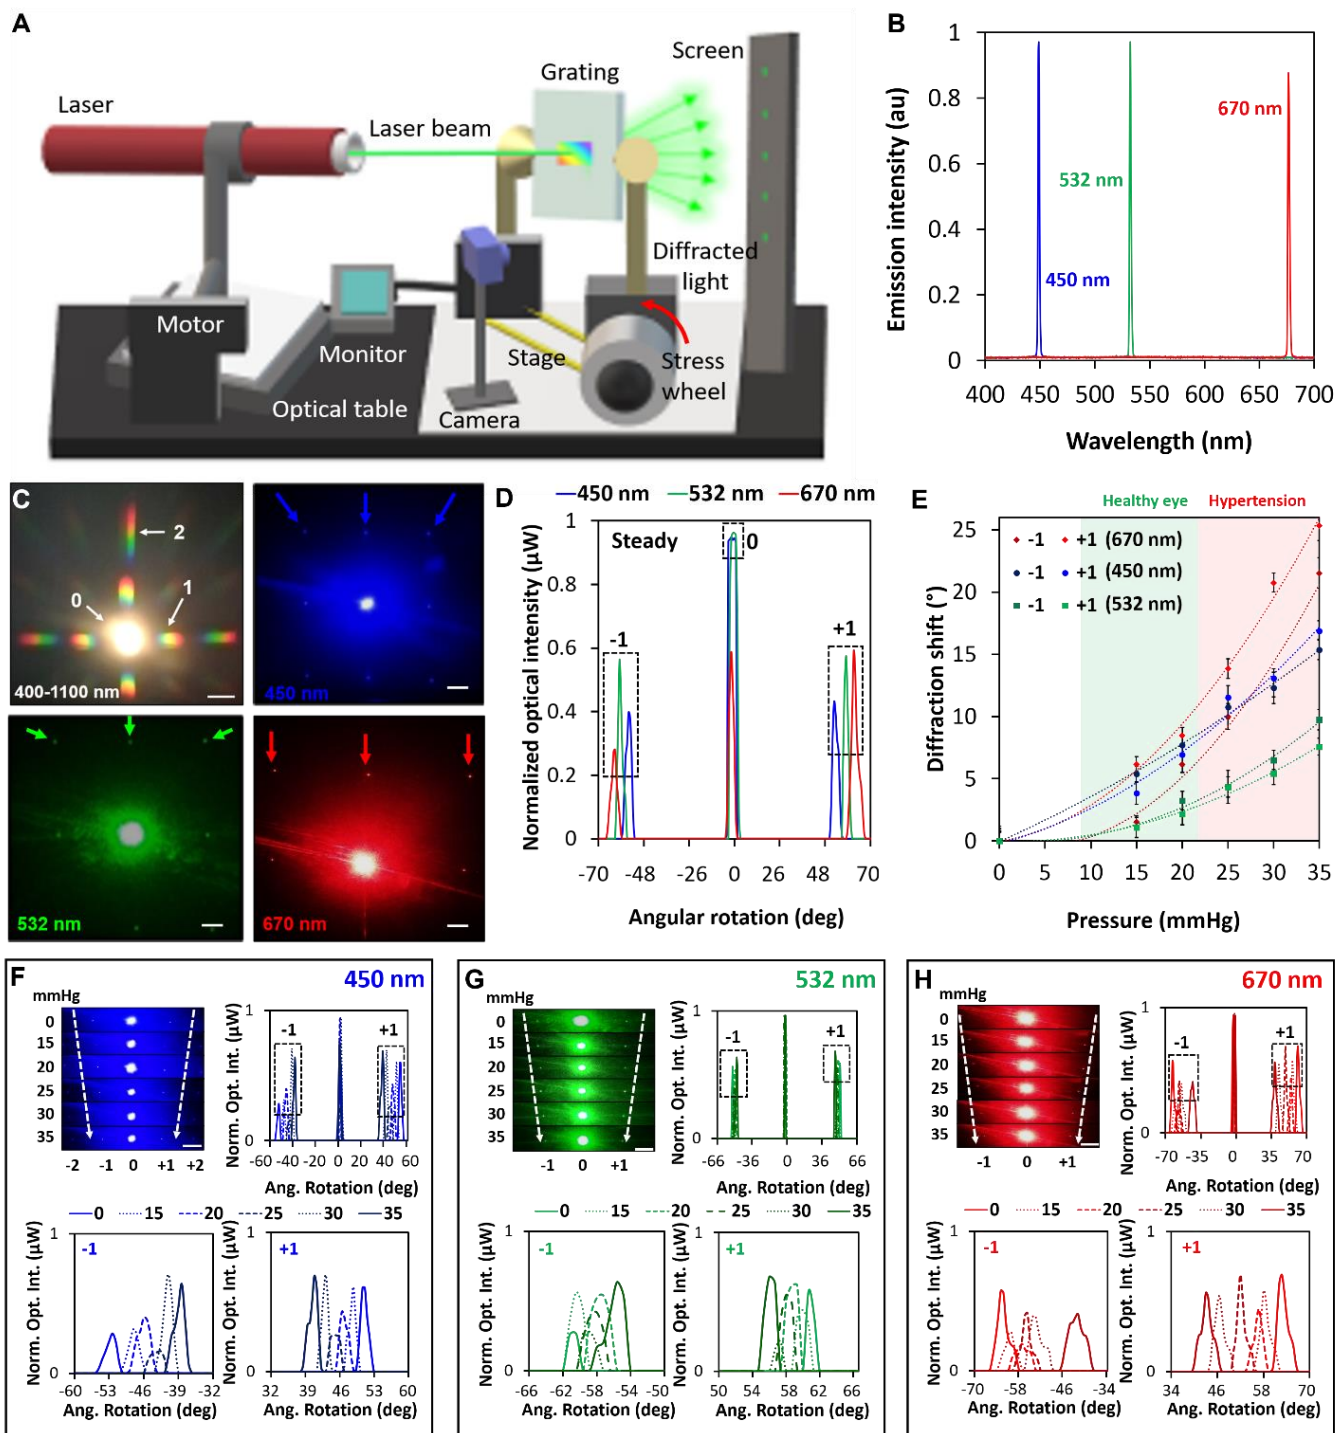 A
Laser
Laser beam
Grating
Screen
Diffracted
light
Motor
Monitor
Stage
Stress
wheel
Optical table
Camera
B
Emission intensity (au)
1
0.8
0.6
0.4
0.2
0
670 nm
532 nm
450 nm
400 450 500 550 600 650 700
Wavelength (nm)
C
2
0
1
400-1100 nm
450 nm
532 nm
670 nm
D
450 nm 532 nm 670 nm
Normalized optical intensity (µW)
1
0.8
0.6
0.4
0.2
0
Steady
0
-1
+1
-70 -48 -26 0 26 48 70
Angular rotation (deg)
E
Healthy eye Hypertension
Diffraction shift (°)
25
20
15
10
5
0
-1 +1 (670 nm)
-1 +1 (450 nm)
-1 +1 (532 nm)
0 5 10 15 20 25 30 35
Pressure (mmHg)
F
450 nm
mmHg
0
15
20
25
30
35
-2 -1 0 +1 +2
Norm. Opt. Int. (µW)
1
0
-1
+1
-60 -40 -20 0 20 40 60
Ang. Rotation (deg)
0 15 20 25 30 35
Norm. Opt. Int. (µW)
1
0
-1
-60 -53 -46 -39 -32
Ang. Rotation (deg)
Norm. Opt. Int. (µW)
1
0
+1
32 39 46 53 60
Ang. Rotation (deg)
G
532 nm
mmHg
0
15
20
25
30
35
-1 0 +1
Norm. Opt. Int. (µW)
1
0
-1
+1
-66 -36 0 36 66
Ang. Rotation (deg)
0 15 20 25 30 35
Norm. Opt. Int. (µW)
1
0
-1
-66 -62 -58 -54 -50
Ang. Rotation (deg)
Norm. Opt. Int. (µW)
1
0
+1
50 54 58 62 66
Ang. Rotation (deg)
H
670 nm
mmHg
0
15
20
25
30
35
-1 0 +1
Norm. Opt. Int. (µW)
1
0
-1
+1
-70 -35 0 35 70
Ang. Rotation (deg)
0 15 20 25 30 35
Norm. Opt. Int. (µW)
1
0
-1
-70 -58 -46 -34
Ang. Rotation (deg)
Norm. Opt. Int. (µW)
1
0
+1
34 46 58 70
Ang. Rotation (deg)